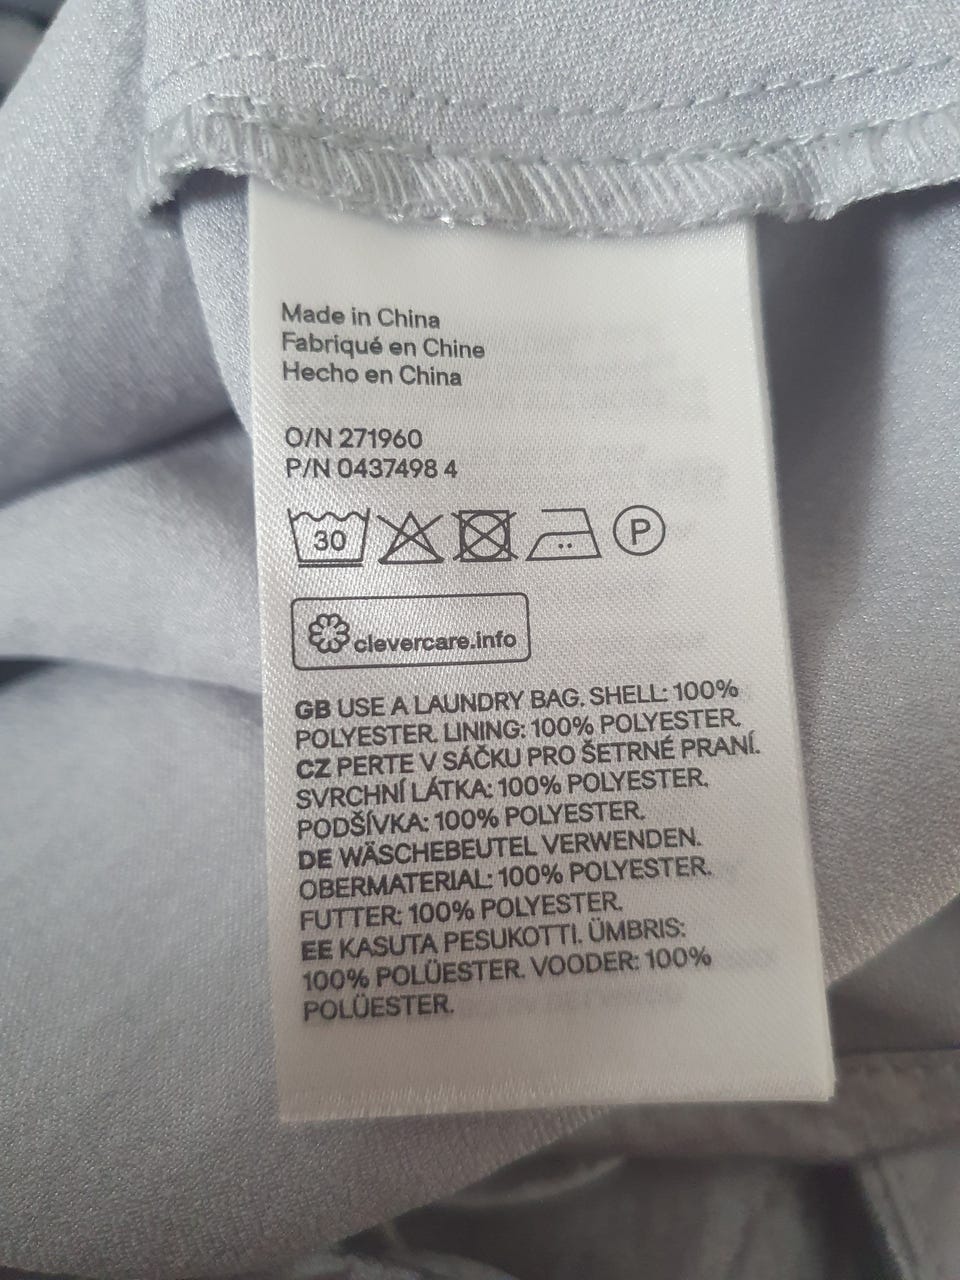 Made in China
Fabriqué en Chine
Hecho en China
O/N 271960
P/N 0437498 4
30 P
clevercare.info
GB USE A LAUNDRY BAG. SHELL: 100%
POLYESTER. LINING: 100% POLYESTER.
CZ PERTE V SÁČKU PRO ŠETRNÉ PRANÍ.
SVRCHNÍ LÁTKA: 100% POLYESTER.
PODŠÍVKA: 100% POLYESTER.
DE WÄSCHEBEUTEL VERWENDEN.
OBERMATERIAL: 100% POLYESTER.
FUTTER: 100% POLYESTER.
EE KASUTA PESUKOTTI. ÜMBRIS:
100% POLÜESTER. VOODER: 100%
POLÜESTER.